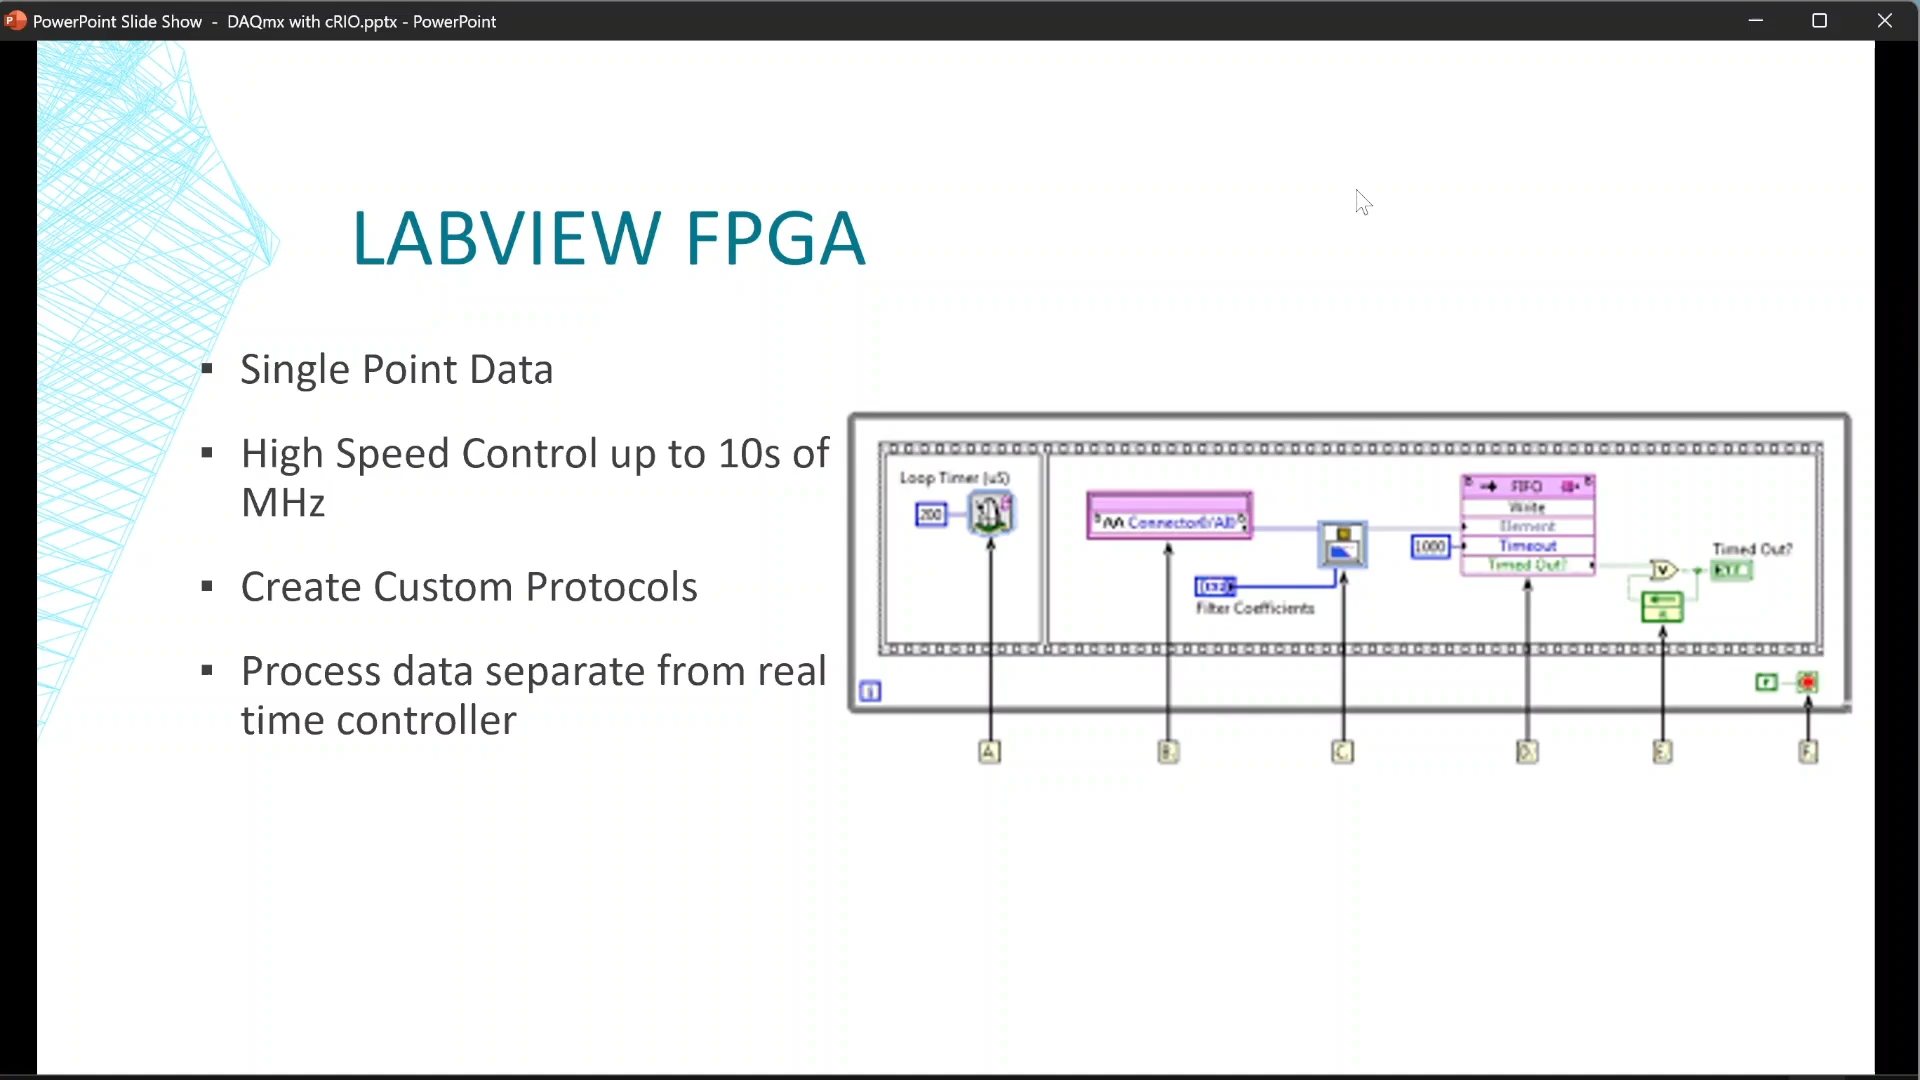 PowerPoint Slide Show - DAQmx with cRIO.pptx - PowerPoint
LABVIEW FPGA
▪ Single Point Data
▪ High Speed Control up to 10s of
MHz
▪ Create Custom Protocols
▪ Process data separate from real
time controller
Loop Timer (uS)
200
Connector0/AI0
Filter Coefficients
1000
FIFO
Write
Element
Timeout
Timed Out?
Timed Out?
i
F
A.
B.
C.
D.
E.
F.